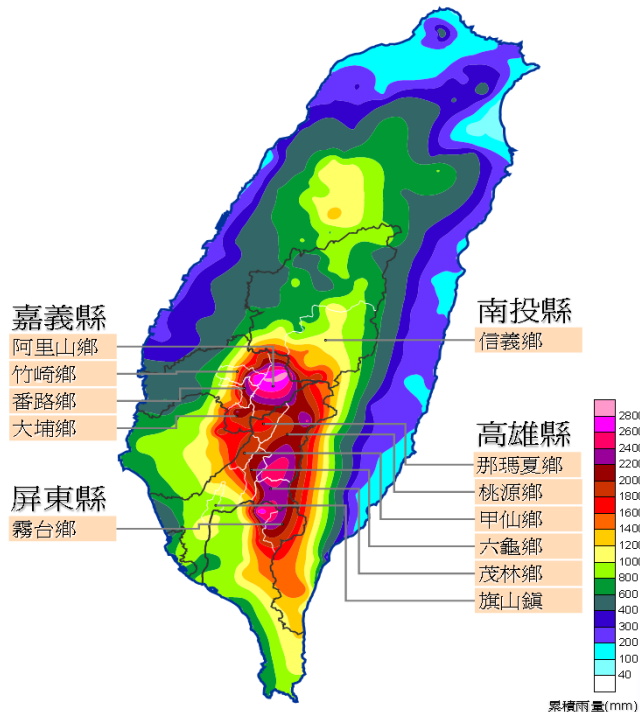 嘉義縣
阿里山鄉
竹崎鄉
番路鄉
大埔鄉
屏東縣
霧台鄉
南投縣
信義鄉
高雄縣
那瑪夏鄉
桃源鄉
甲仙鄉
六龜鄉
茂林鄉
旗山鎮
2800
2600
2400
2200
2000
1800
1600
1400
1200
1000
800
600
400
300
200
100
40
累積雨量(mm)